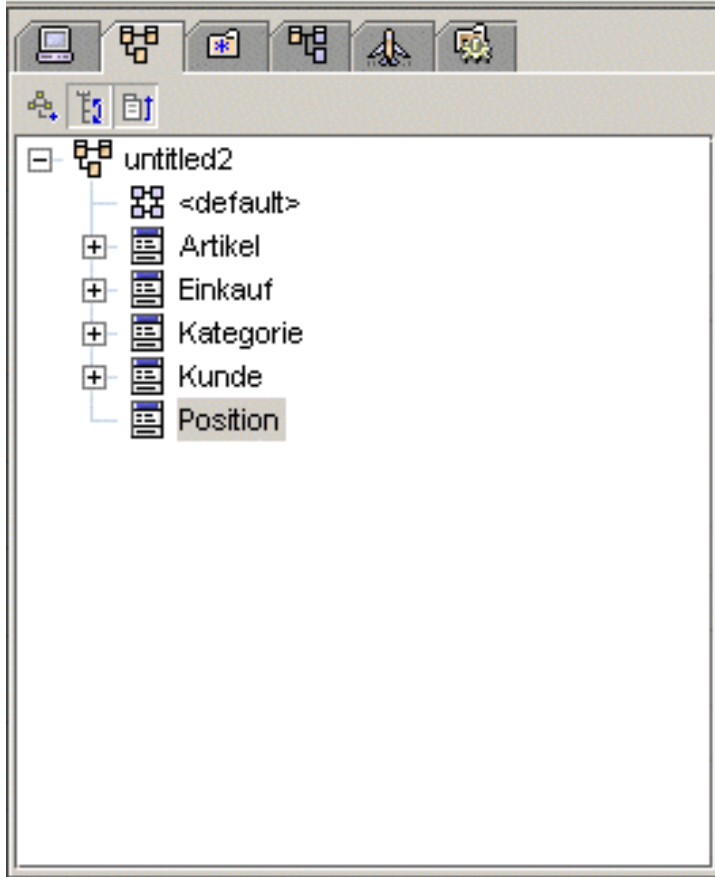 untitled2
<default>
Artikel
Einkauf
Kategorie
Kunde
Position